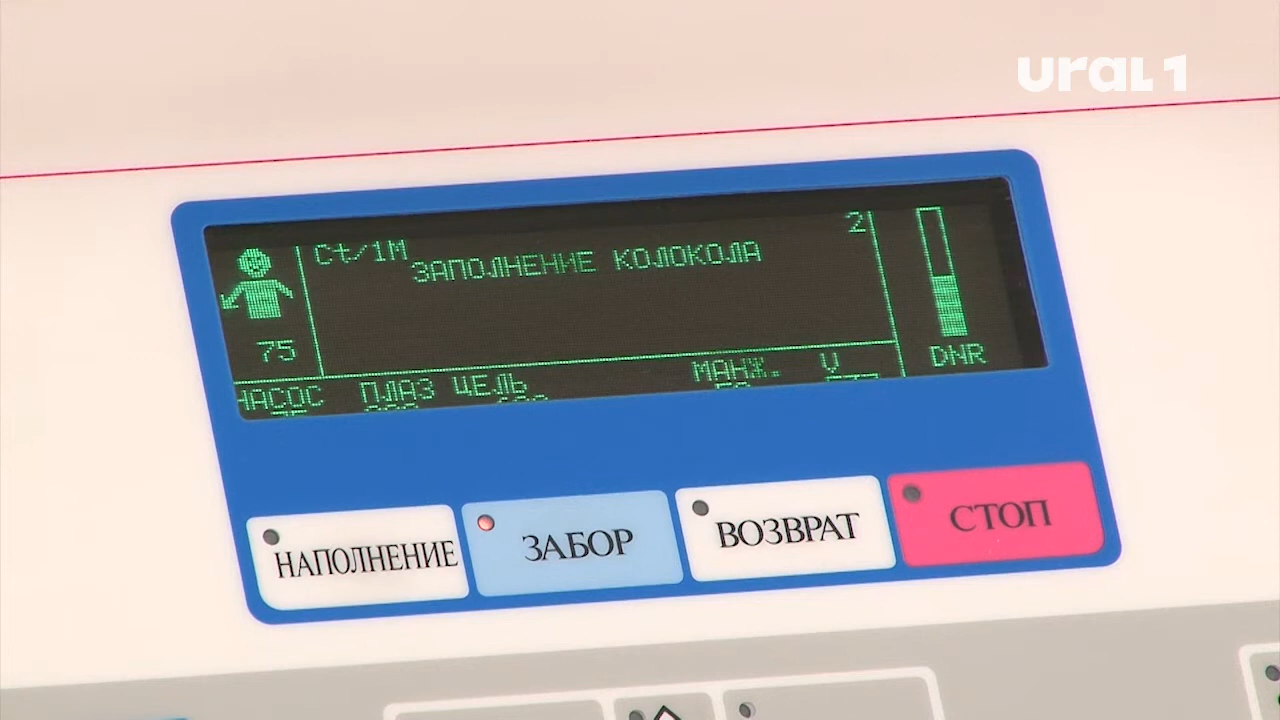 ural 1
Ct/1M
2
ЗАПОЛНЕНИЕ КОЛОКОЛА
75
DNR
НАСОС ПЛАЗ ЦЕЛЬ МАНЖ. V
НАПОЛНЕНИЕ
ЗАБОР
ВОЗВРАТ
СТОП